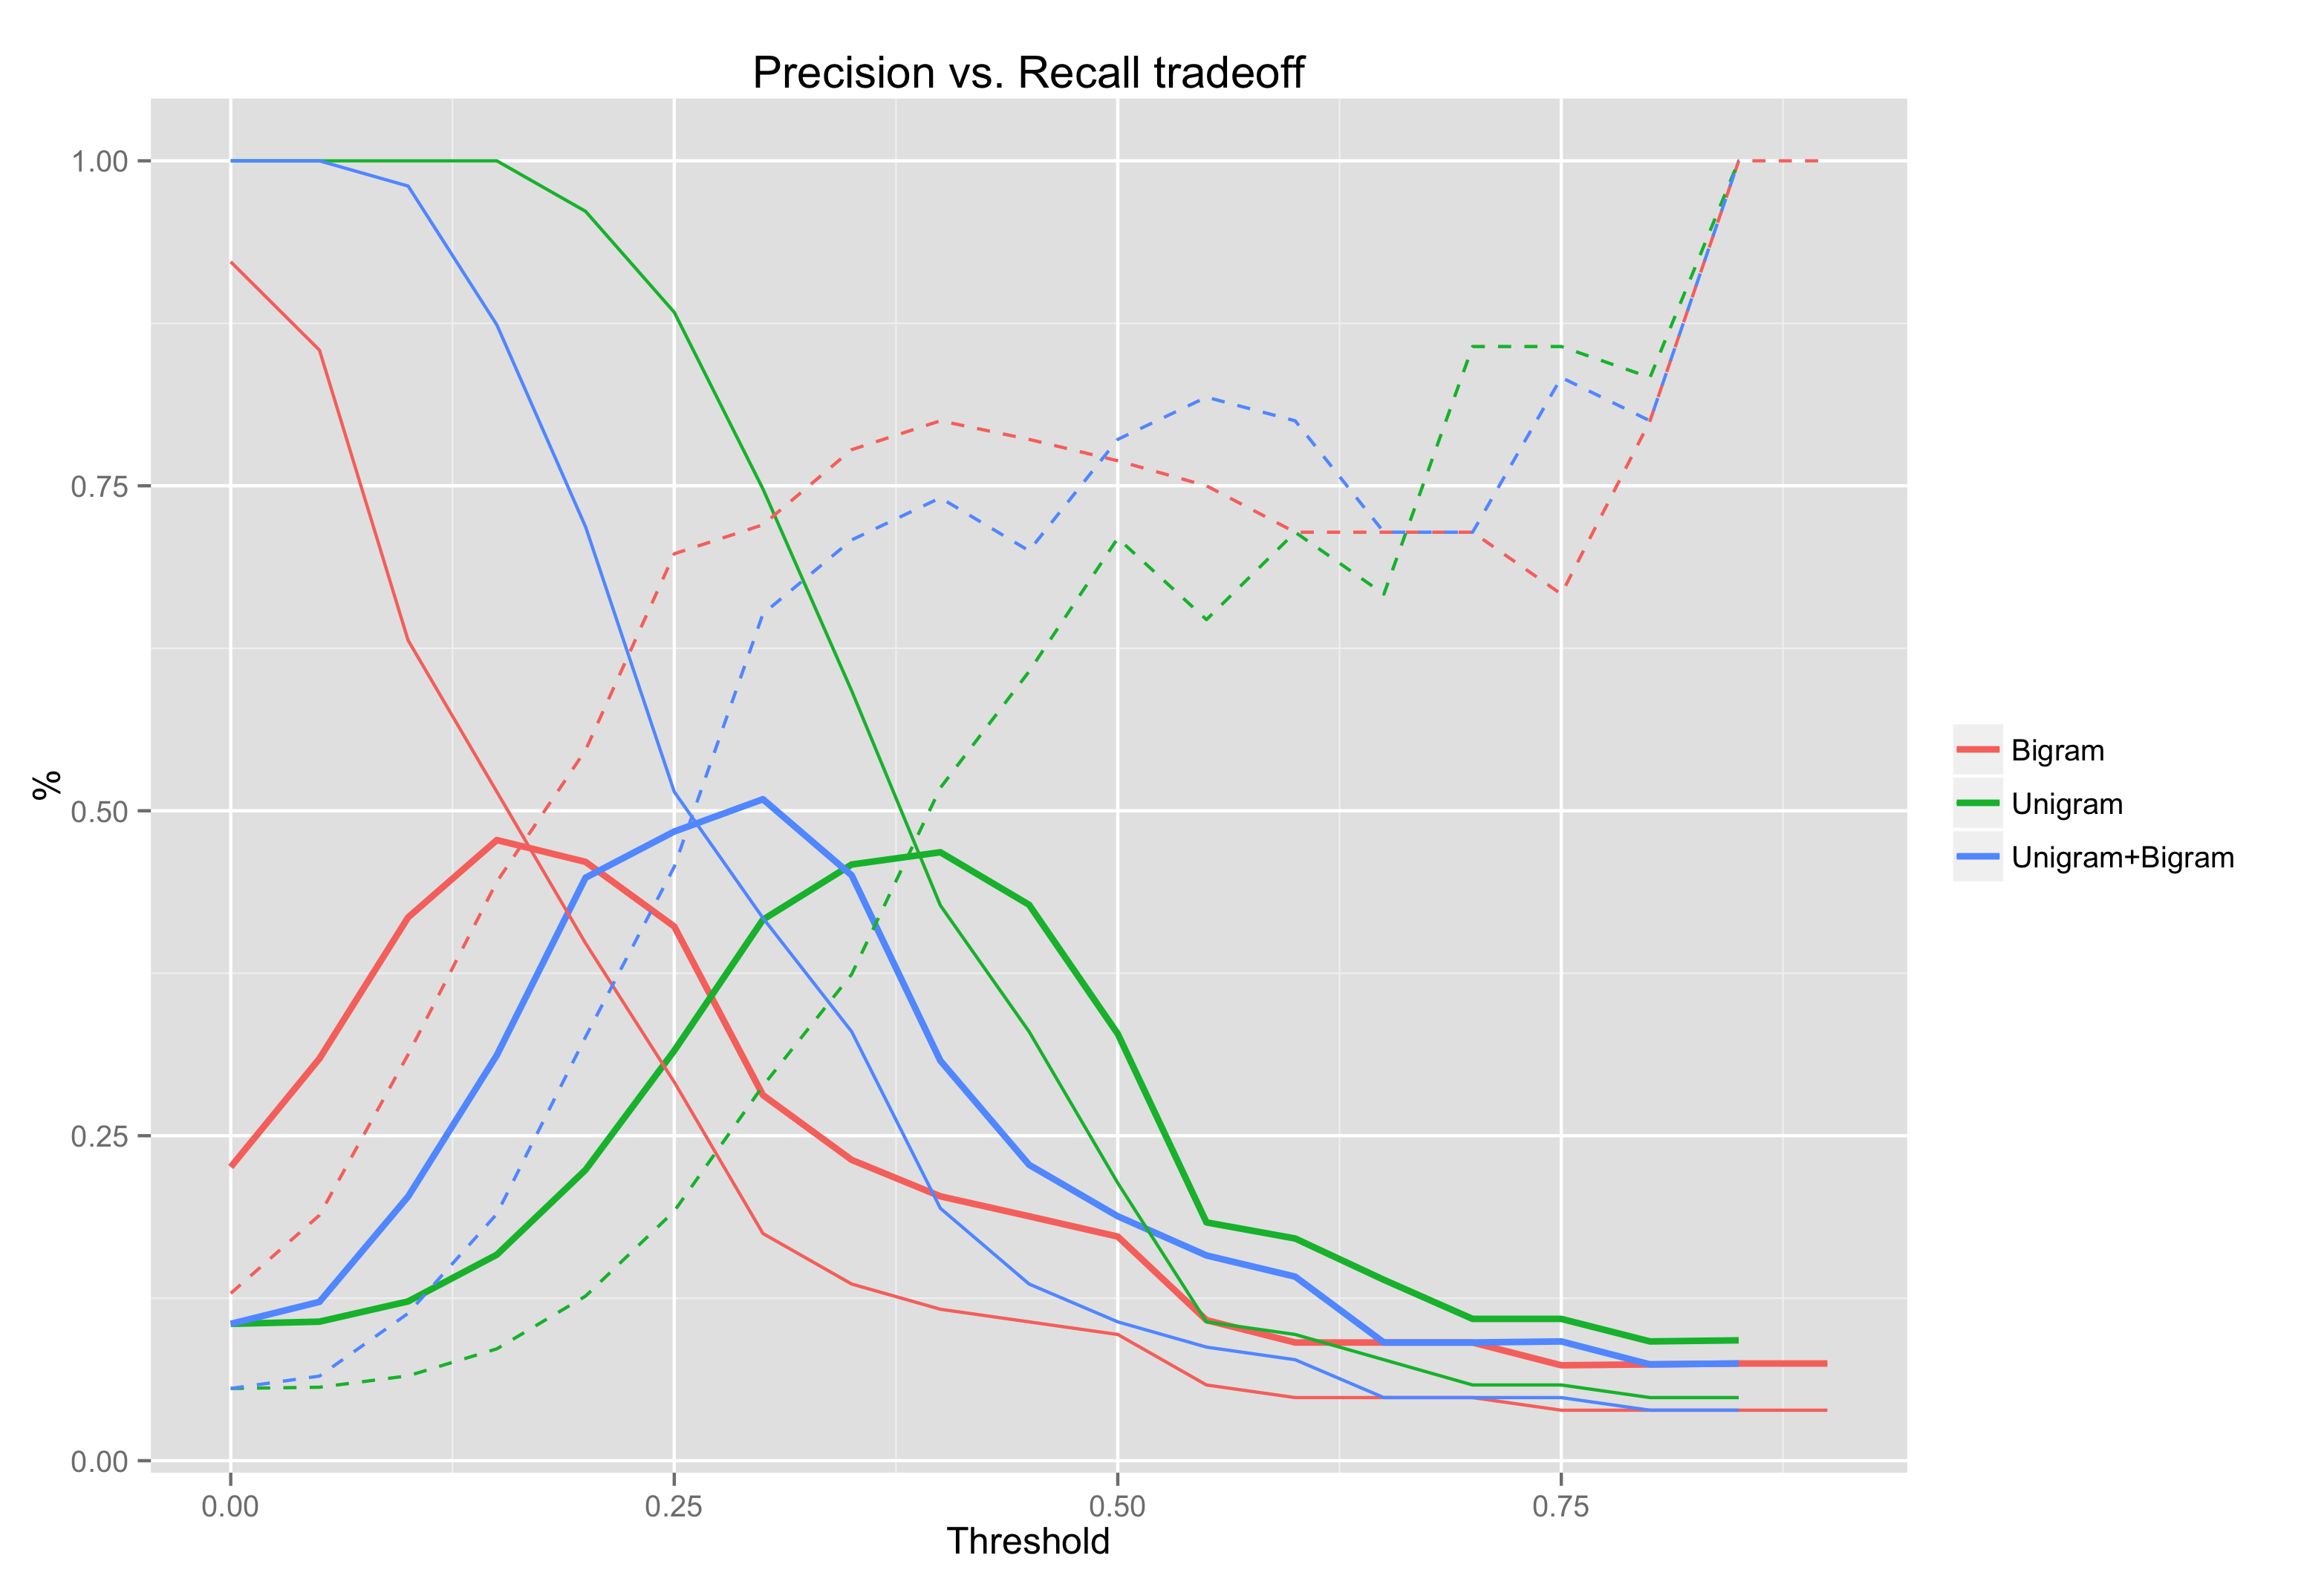 Precision vs. Recall tradeoff
1.00
0.75
0.50
0.25
0.00
%
0.00 0.25 0.50 0.75
Threshold
Bigram
Unigram
Unigram+Bigram